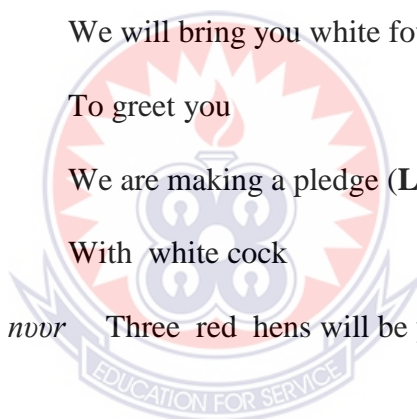 We will bring you white fo
To greet you
We are making a pledge (L
With white cock
nvvr Three red hens will be
EDUCATION FOR SERVICE